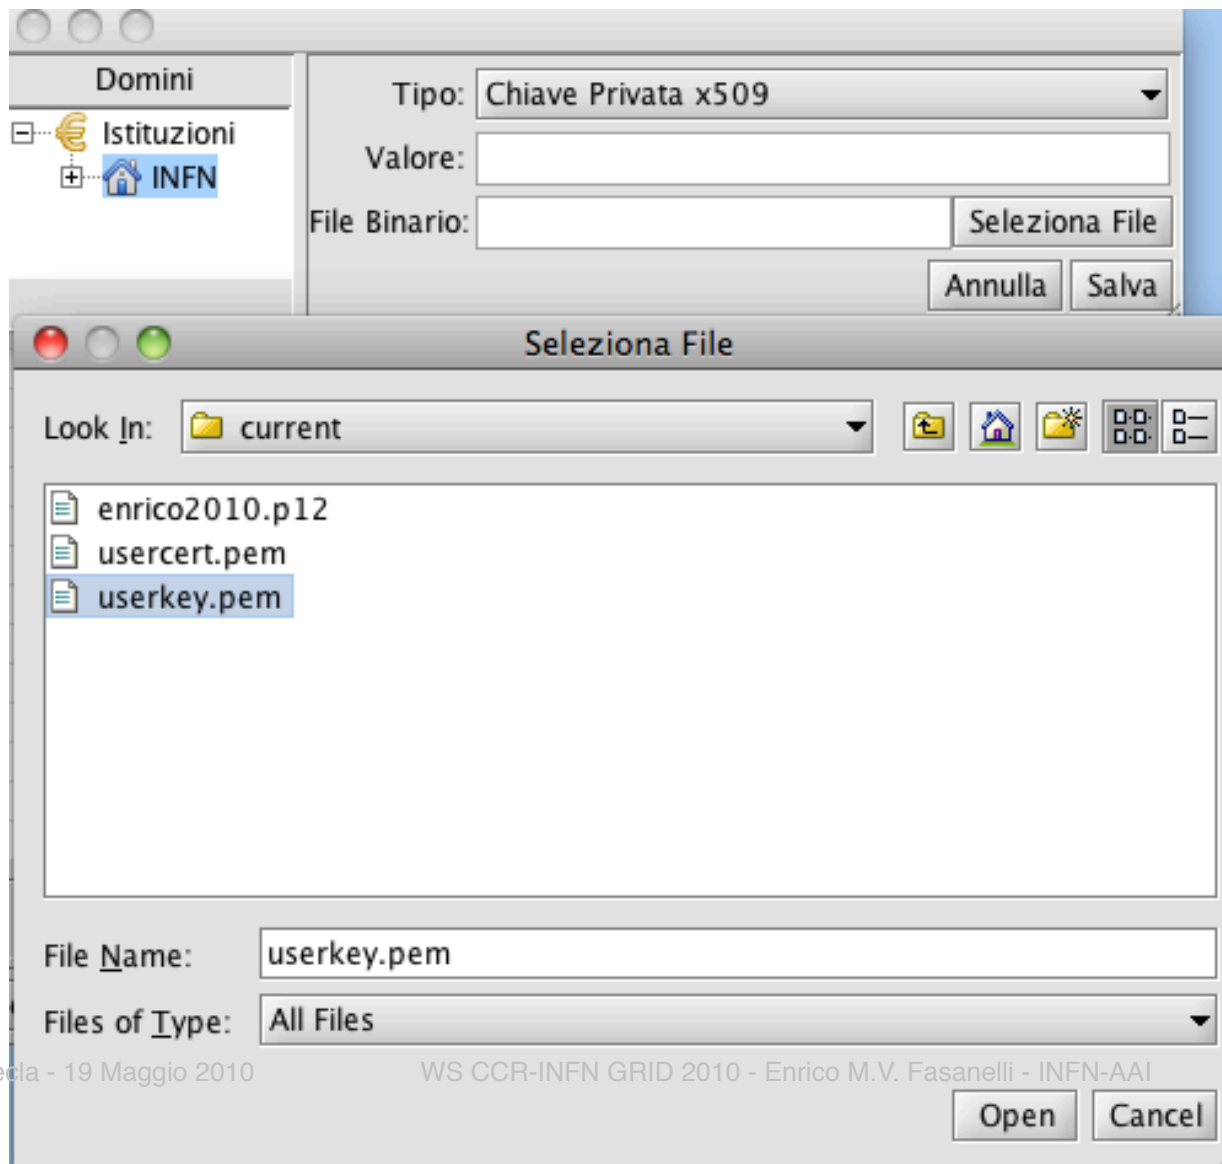 Domini
Tipo: Chiave Privata x509
Istituzioni
Valore:
INFN
File Binario: Seleziona File
Annulla Salva
Seleziona File
Look In: current
enrico2010.p12
usercert.pem
userkey.pem
File Name: userkey.pem
Files of Type: All Files
- 19 Maggio 2010 WS CCR-INFN GRID 2010 - Enrico M.V. Fasanelli - INFN-AAI
Open Cancel